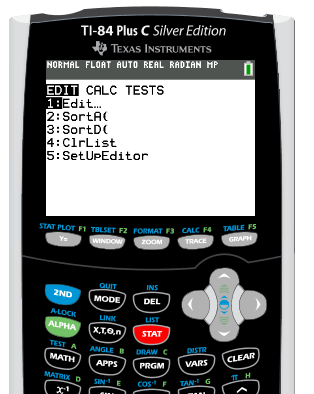 TI-84 Plus C Silver Edition
TEXAS INSTRUMENTS
NORMAL FLOAT AUTO REAL RADIAN MP
EDIT CALC TESTS
1:Edit…
2:SortA(
3:SortD(
4:ClrList
5:SetUpEditor
STAT PLOT F1 TBLSET F2 FORMAT F3 CALC F4 TABLE F5
Y= WINDOW ZOOM TRACE GRAPH
QUIT INS
2ND MODE DEL
A-LOCK LINK LIST
ALPHA X,T,Θ,n STAT
TEST A ANGLE B DRAW C DISTR
MATH APPS PRGM VARS CLEAR
MATRIX D SIN-1 E COS-1 F TAN-1 G π H
x-1 SIN TAN ^